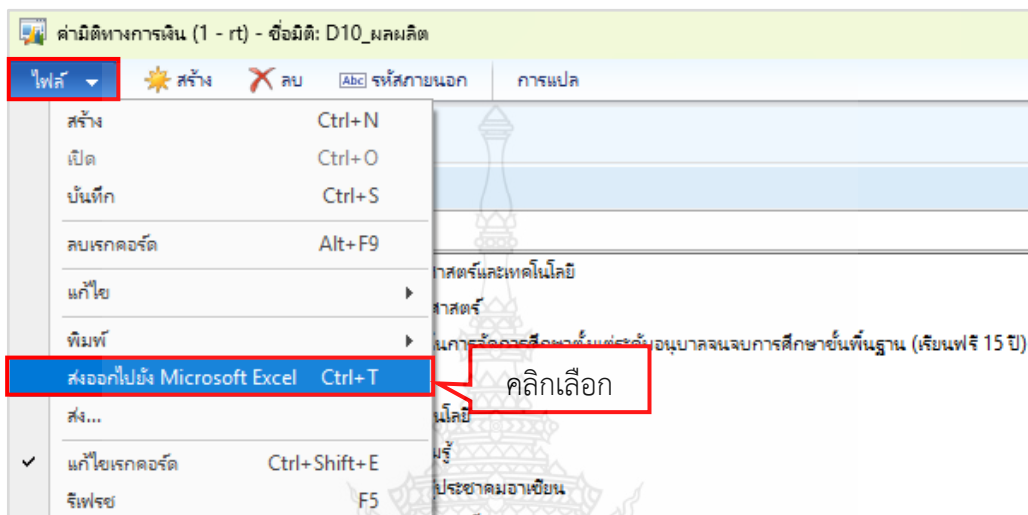 ค่ามิติทางการเงิน (1 - rt) - ชื่อมิติ: D10_ผลผลิต
ไฟล์ สร้าง ลบ Abc รหัสภายนอก การแปล
สร้าง Ctrl+N
เปิด Ctrl+O
บันทึก Ctrl+S
ลบเรกคอร์ด Alt+F9
าสตร์และเทคโนโลยี
แก้ไข
ศาสตร์
พิมพ์
นการจัดการศึกษาตั้งแต่ระดับอนุบาลจนจบการศึกษาขั้นพื้นฐาน (เรียนฟรี 15 ปี)
ส่งออกไปยัง Microsoft Excel Ctrl+T
คลิกเลือก
ส่ง...
นโลยี
แก้ไขเรกคอร์ด Ctrl+Shift+E
มรู้
รีเฟรช F5
ประชาคมอาเซียน